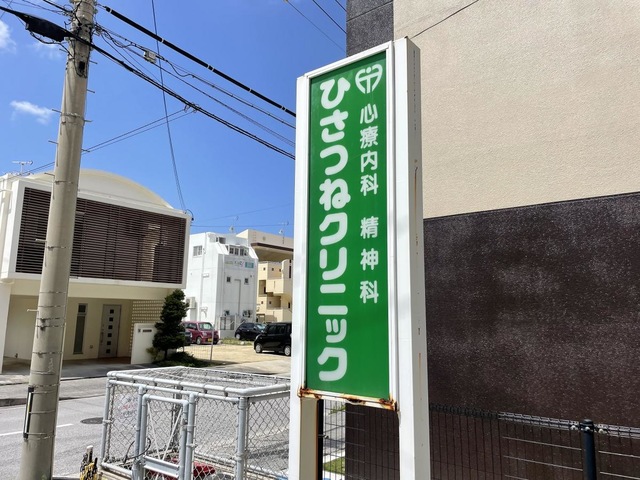 心療内科 精神科
ひさつねクリニック